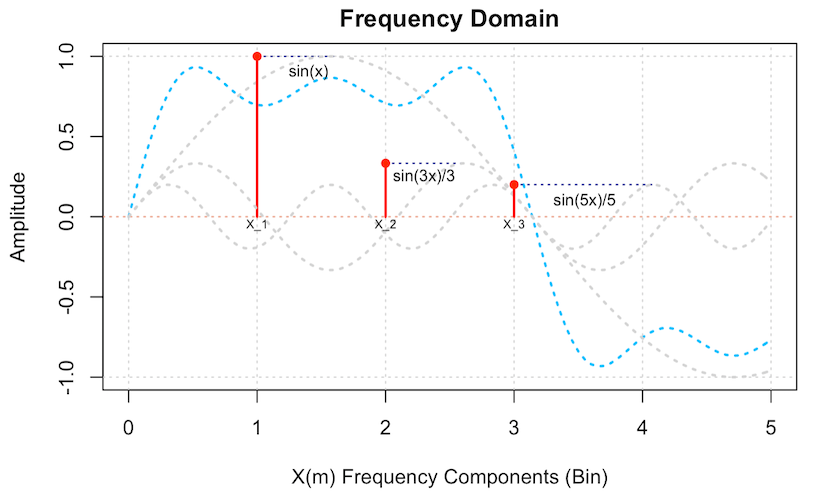 Frequency Domain
Amplitude
1.0
0.5
0.0
-0.5
-1.0
sin(x)
sin(3x)/3
sin(5x)/5
X_1
X_2
X_3
0 1 2 3 4 5
X(m) Frequency Components (Bin)